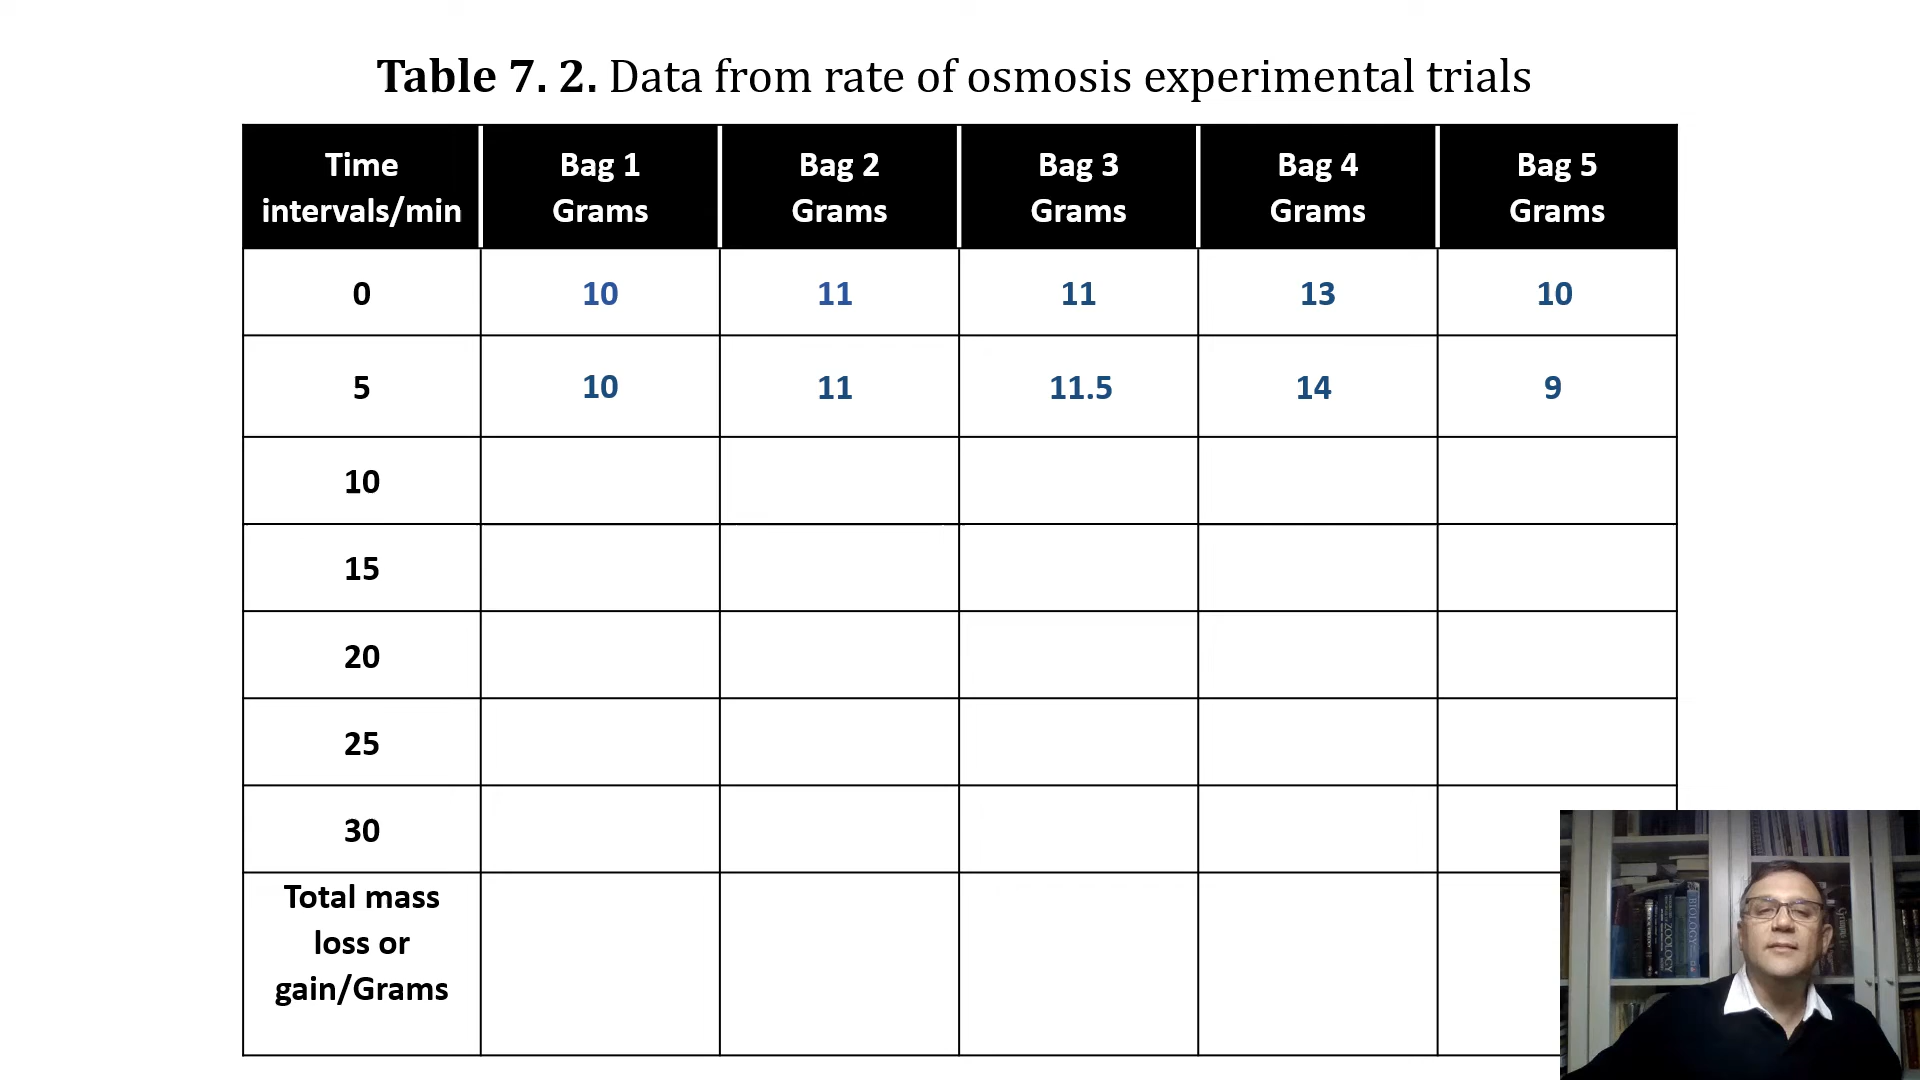 Table 7. 2. Data from rate of osmosis experimental trials
Time intervals/min Bag 1 Grams Bag 2 Grams Bag 3 Grams Bag 4 Grams Bag 5 Grams
0 10 11 11 13 10
5 10 11 11.5 14 9
10
15
20
25
30
Total mass
loss or
gain/Grams
BIOLOGY
ZOOLOGY